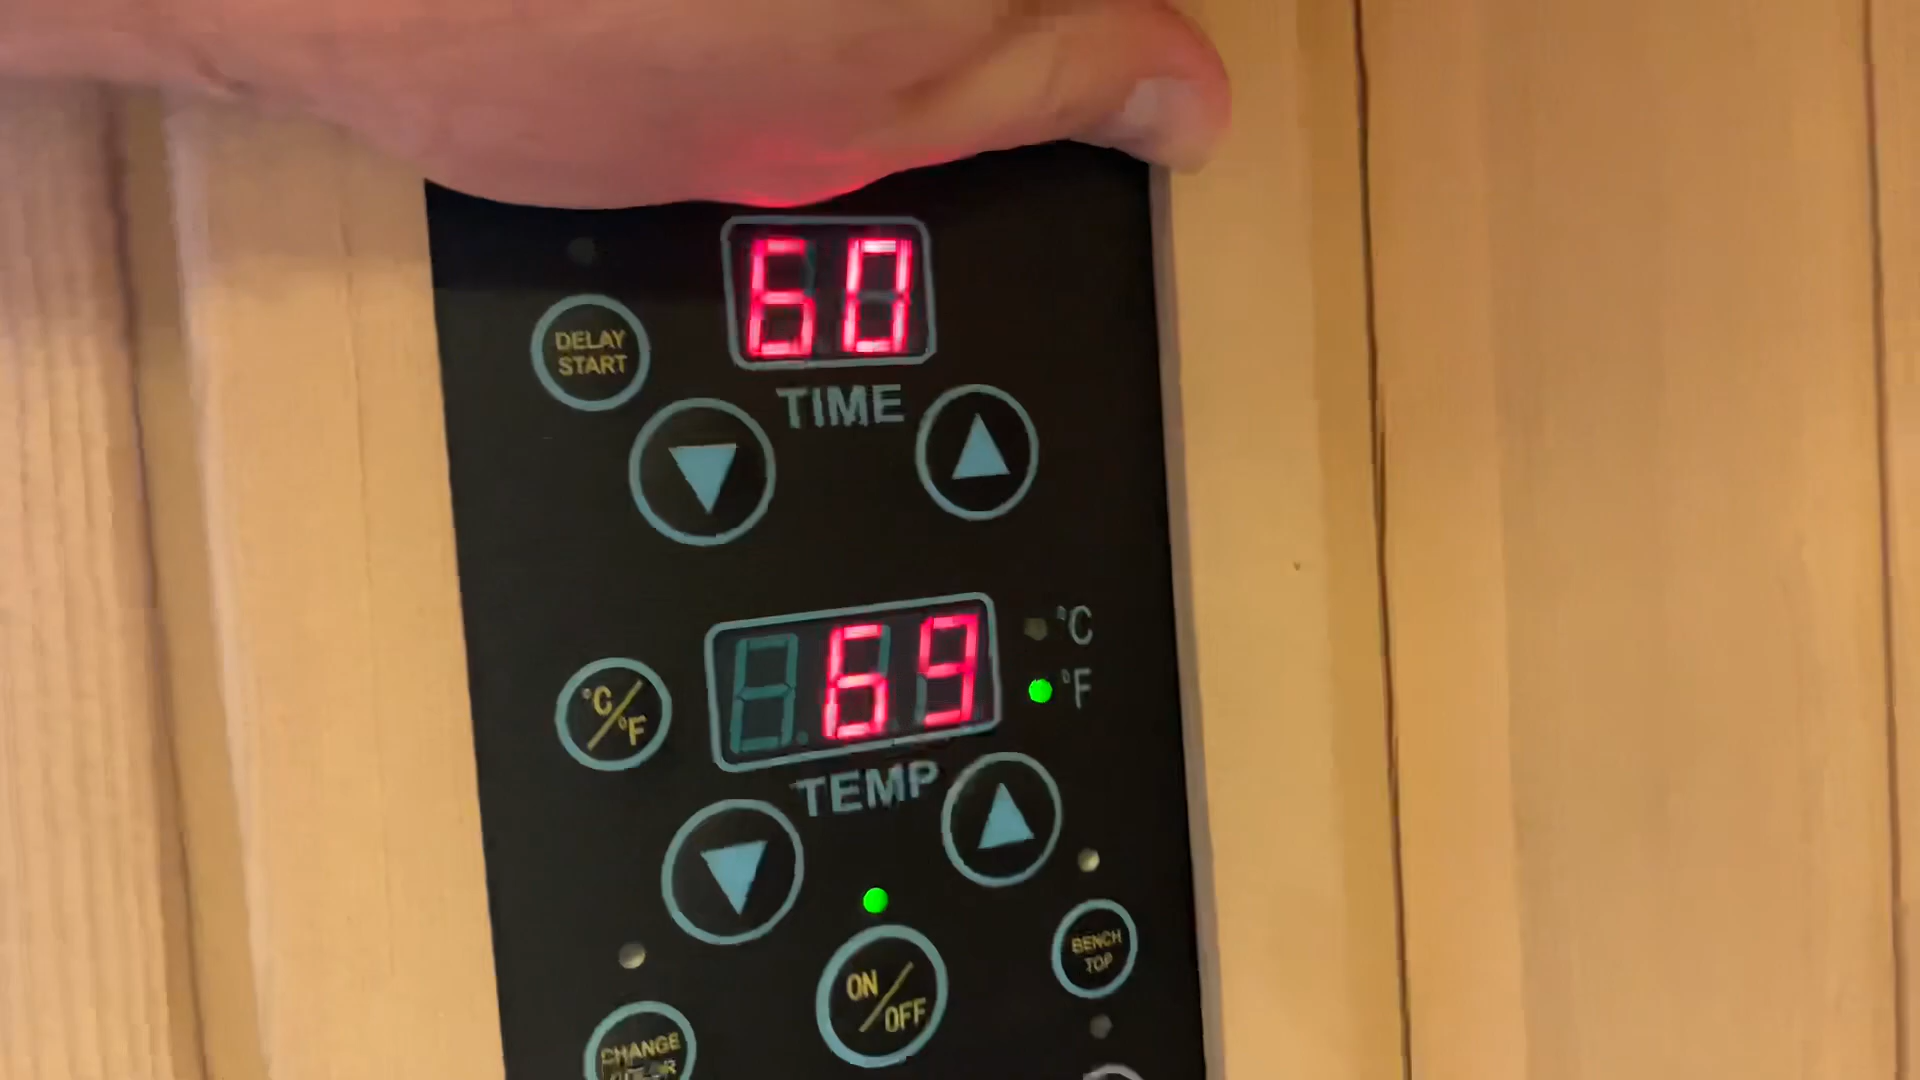 60
DELAY
START
TIME
°C
69
°F
°C/°F
TEMP
BENCH
TOP
ON/OFF
CHANGE